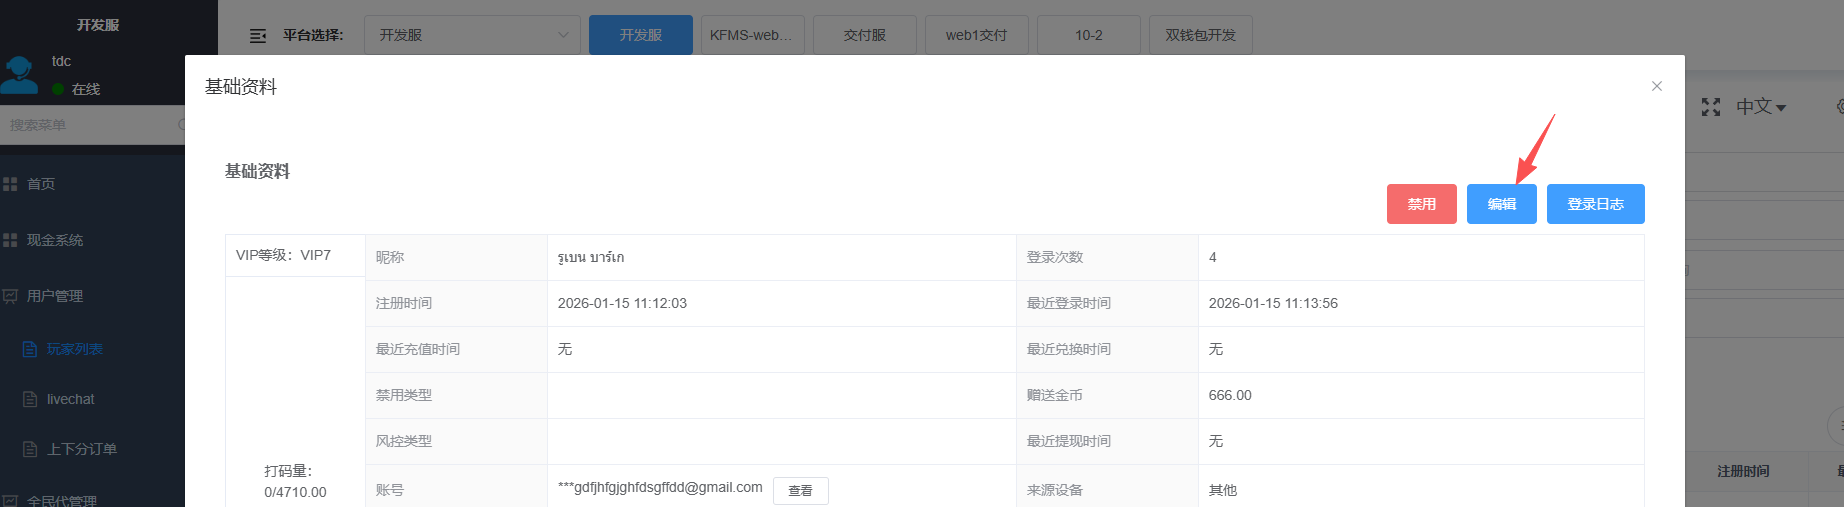 开发服
tdc
在线
搜索菜单
首页
现金系统
用户管理
玩家列表
livechat
上下分订单
全民代管理
平台选择:
开发服
开发服
KFMS-web...
交付服
web1交付
10-2
双钱包开发
中文
基础资料
基础资料
禁用
编辑
登录日志
VIP等级：VIP7
打码量：
0/4710.00
昵称
รูเบน บาร์เก
登录次数
4
注册时间
2026-01-15 11:12:03
最近登录时间
2026-01-15 11:13:56
最近充值时间
无
最近兑换时间
无
禁用类型
赠送金币
666.00
风控类型
最近提现时间
无
账号
***gdfjhfgjghfdsgffdd@gmail.com
查看
来源设备
其他
注册时间